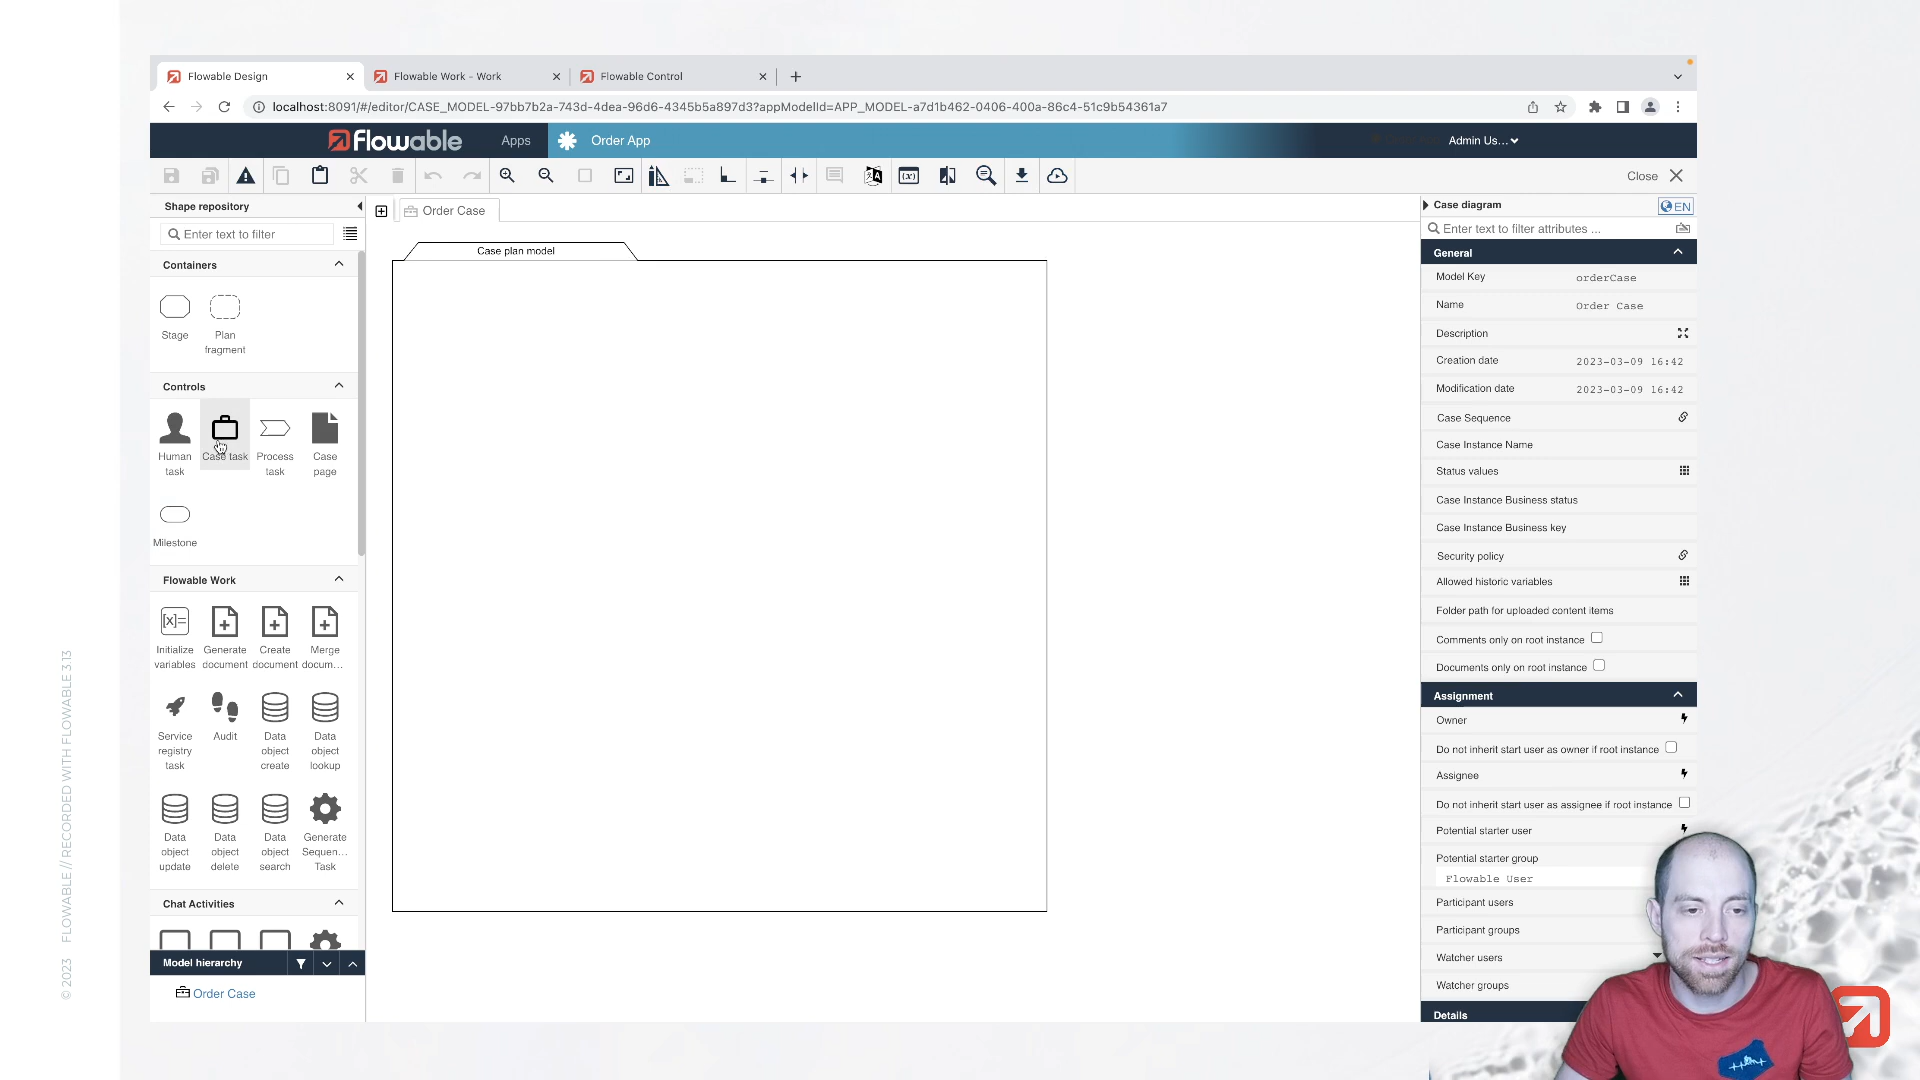 Flowable Design
Flowable Work - Work
Flowable Control
localhost:8091/#/editor/CASE_MODEL-97bb7b2a-743d-4dea-96d6-4345b5a897d3?appModelId=APP_MODEL-a7d1b462-0406-400a-86c4-51c9b54361a7
Flowable
Apps
Order App
Admin Us...
Close
Shape repository
Enter text to filter
Containers
Stage
Plan
fragment
Controls
Human
task
Case task
Process
task
Case
page
Milestone
Flowable Work
Initialize
variables
Generate
document
Create
document
Merge
docum...
Service
registry
task
Audit
Data
object
create
Data
object
lookup
Data
object
update
Data
object
delete
Data
object
search
Generate
Sequen...
Task
Chat Activities
Model hierarchy
Order Case
Order Case
Case plan model
Case diagram
EN
Enter text to filter attributes ...
General
Model Key orderCase
Name Order Case
Description
Creation date 2023-03-09 16:42
Modification date 2023-03-09 16:42
Case Sequence
Case Instance Name
Status values
Case Instance Business status
Case Instance Business key
Security policy
Allowed historic variables
Folder path for uploaded content items
Comments only on root instance
Documents only on root instance
Assignment
Owner
Do not inherit start user as owner if root instance
Assignee
Do not inherit start user as assignee if root instance
Potential starter user
Potential starter group
Flowable User
Participant users
Participant groups
Watcher users
Watcher groups
Details
© 2023 FLOWABLE // RECORDED WITH FLOWABLE 3.13